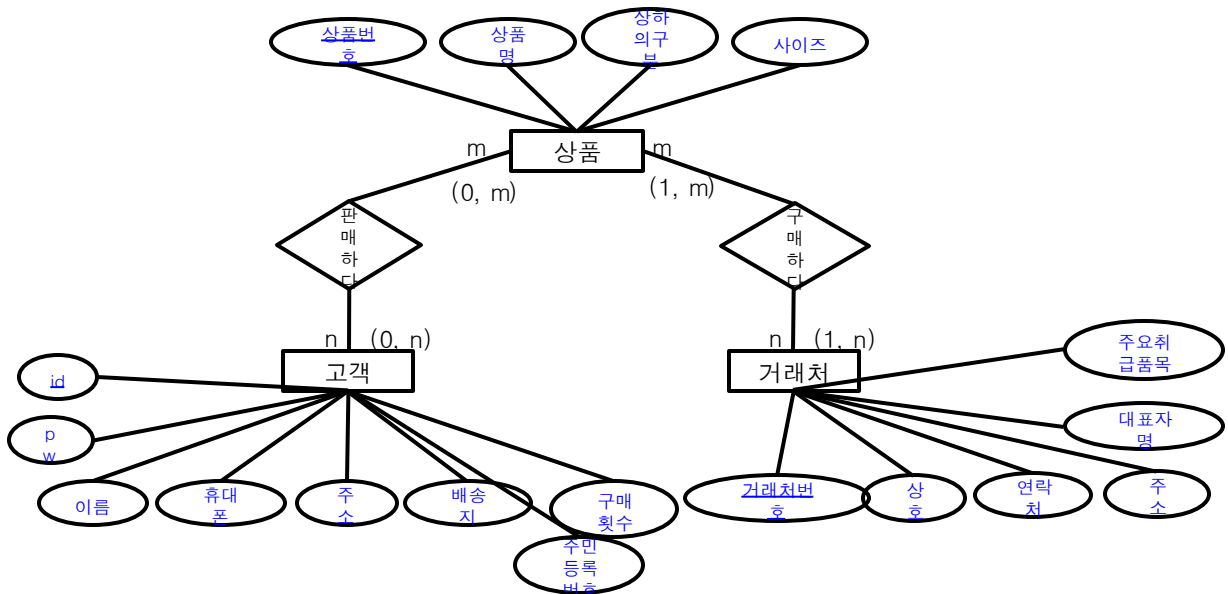 상품번
호
상품
명
상하
의구
분
사이즈
상품
m
m
(0, m)
(1, m)
판
매
하
다
구
매
하
다
n
(0, n)
n
(1, n)
고객
거래처
주요취
급품목
id
대표자
명
p
w
이름
휴대
폰
주
소
배송
지
구매
횟수
거래처번
호
상
호
연락
처
주
소
주민
등록
번호